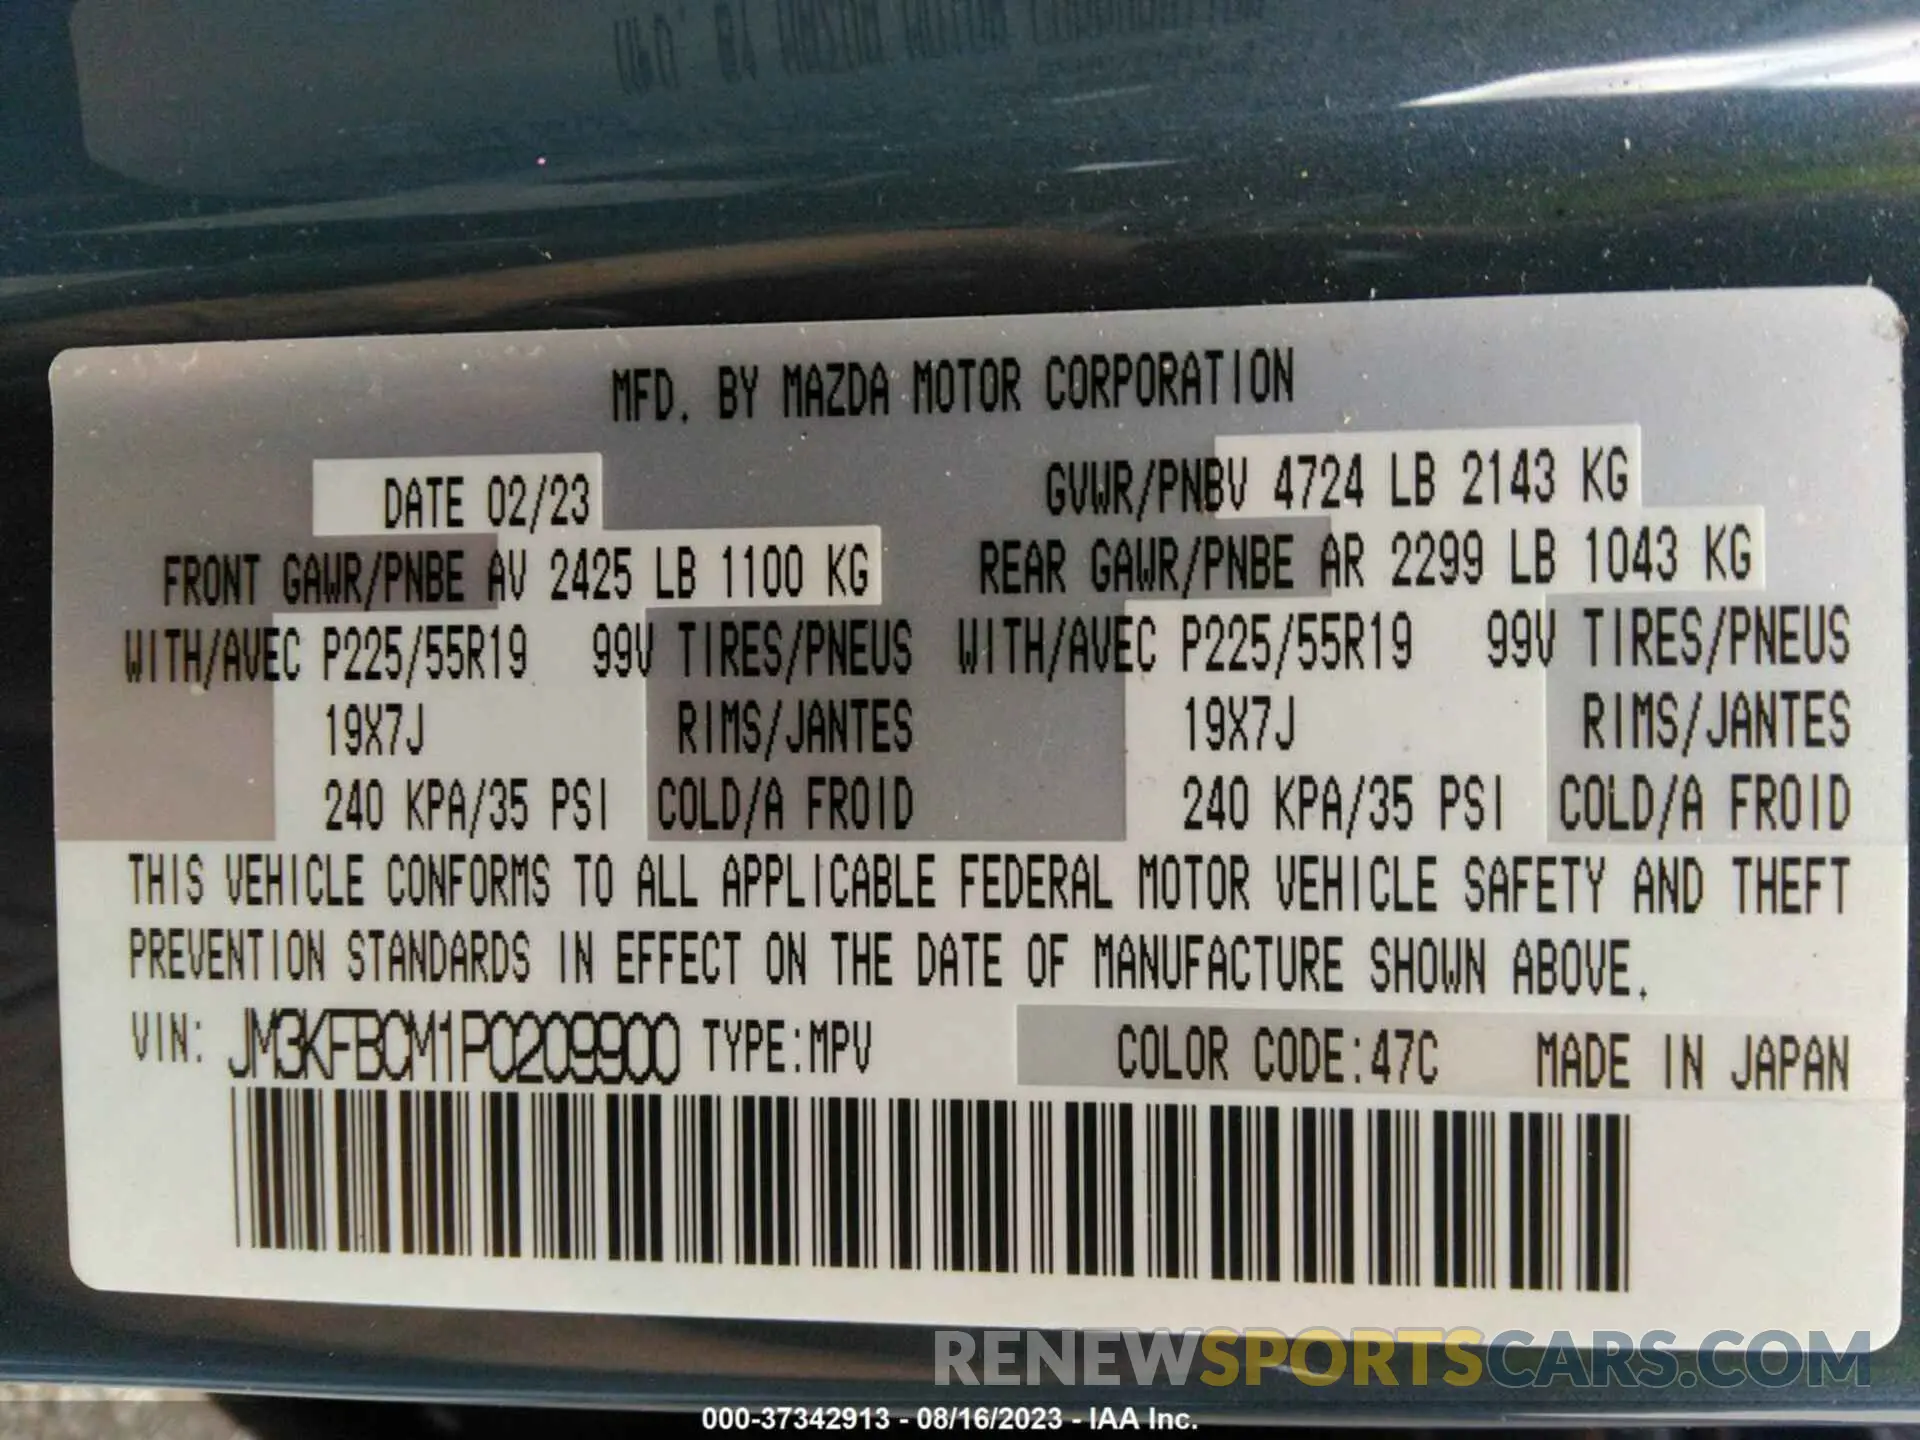 MFD. BY MAZDA MOTOR CORPORATION
DATE 02/23 GVWR/PNBV 4724 LB 2143 KG
FRONT GAWR/PNBE AV 2425 LB 1100 KG REAR GAWR/PNBE AR 2299 LB 1043 KG
WITH/AVEC P225/55R19 99V TIRES/PNEUS WITH/AVEC P225/55R19 99V TIRES/PNEUS
19X7J RIMS/JANTES 19X7J RIMS/JANTES
240 KPA/35 PSI COLD/A FROID 240 KPA/35 PSI COLD/A FROID
THIS VEHICLE CONFORMS TO ALL APPLICABLE FEDERAL MOTOR VEHICLE SAFETY AND THEFT
PREVENTION STANDARDS IN EFFECT ON THE DATE OF MANUFACTURE SHOWN ABOVE.
VIN: JM3KFBCM1P0209900 TYPE:MPV COLOR CODE:47C MADE IN JAPAN
RENEWSPORTSCARS.COM
000-37342913 - 08/16/2023 - IAA Inc.